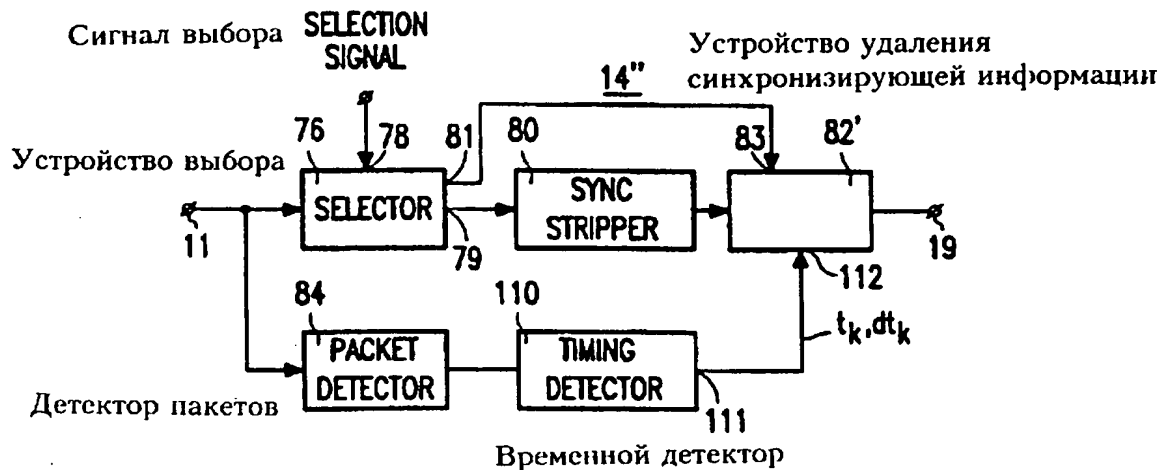 Сигнал выбора SELECTION SIGNAL
Устройство удаления
синхронизирующей информации
14"
76
78
81
80
83
82'
Устройство выбора
SELECTOR
SYNC
STRIPPER
11
79
19
112
84
110
t_k, dt_k
PACKET
DETECTOR
TIMING
DETECTOR
111
Детектор пакетов
Временной детектор